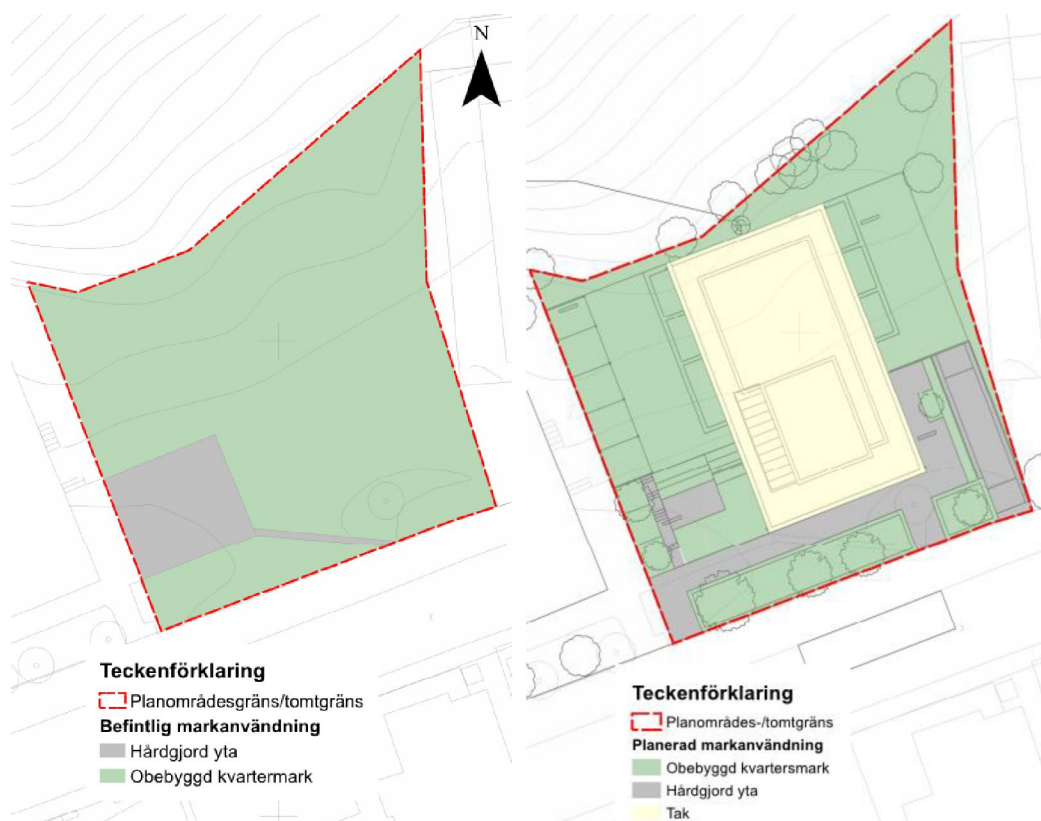 N
Teckenförklaring
Planområdesgräns/tomtgräns
Befintlig markanvändning
Hårdgjord yta
Obebyggd kvartermark
Teckenförklaring
Planområdes-/tomtgräns
Planerad markanvändning
Obebyggd kvartersmark
Hårdgjord yta
Tak